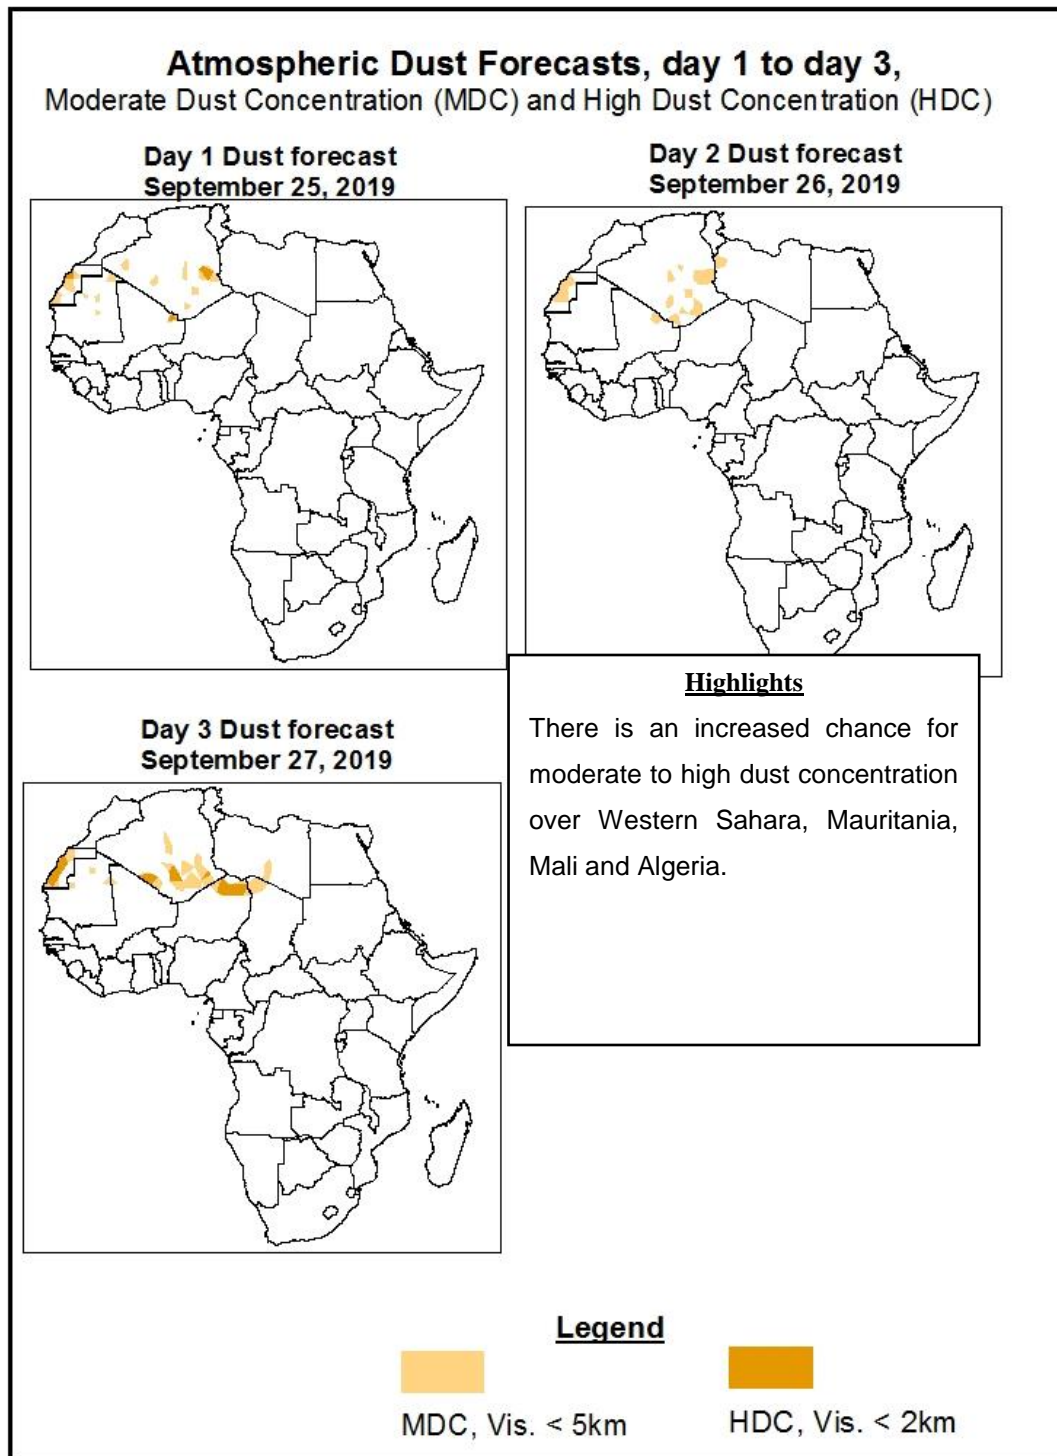 Atmospheric Dust Forecasts, day 1 to day 3,
Moderate Dust Concentration (MDC) and High Dust Concentration (HDC)
Day 1 Dust forecast
September 25, 2019
Day 2 Dust forecast
September 26, 2019
Day 3 Dust forecast
September 27, 2019
Highlights
There is an increased chance for
moderate to high dust concentration
over Western Sahara, Mauritania,
Mali and Algeria.
Legend
MDC, Vis. < 5km
HDC, Vis. < 2km